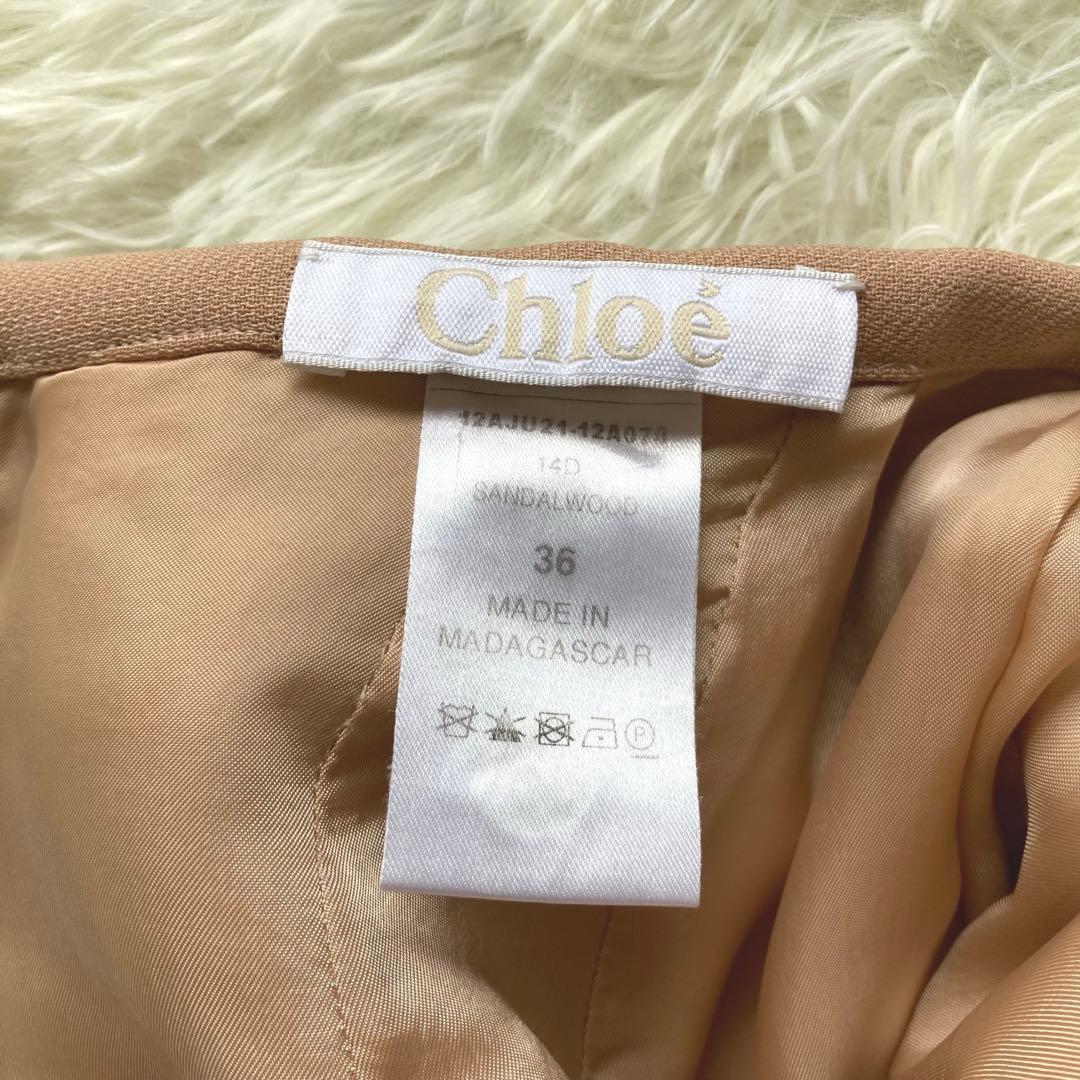 Chloé
12AJU21-12A070
14D
SANDALWOOD
36
MADE IN
MADAGASCAR
P